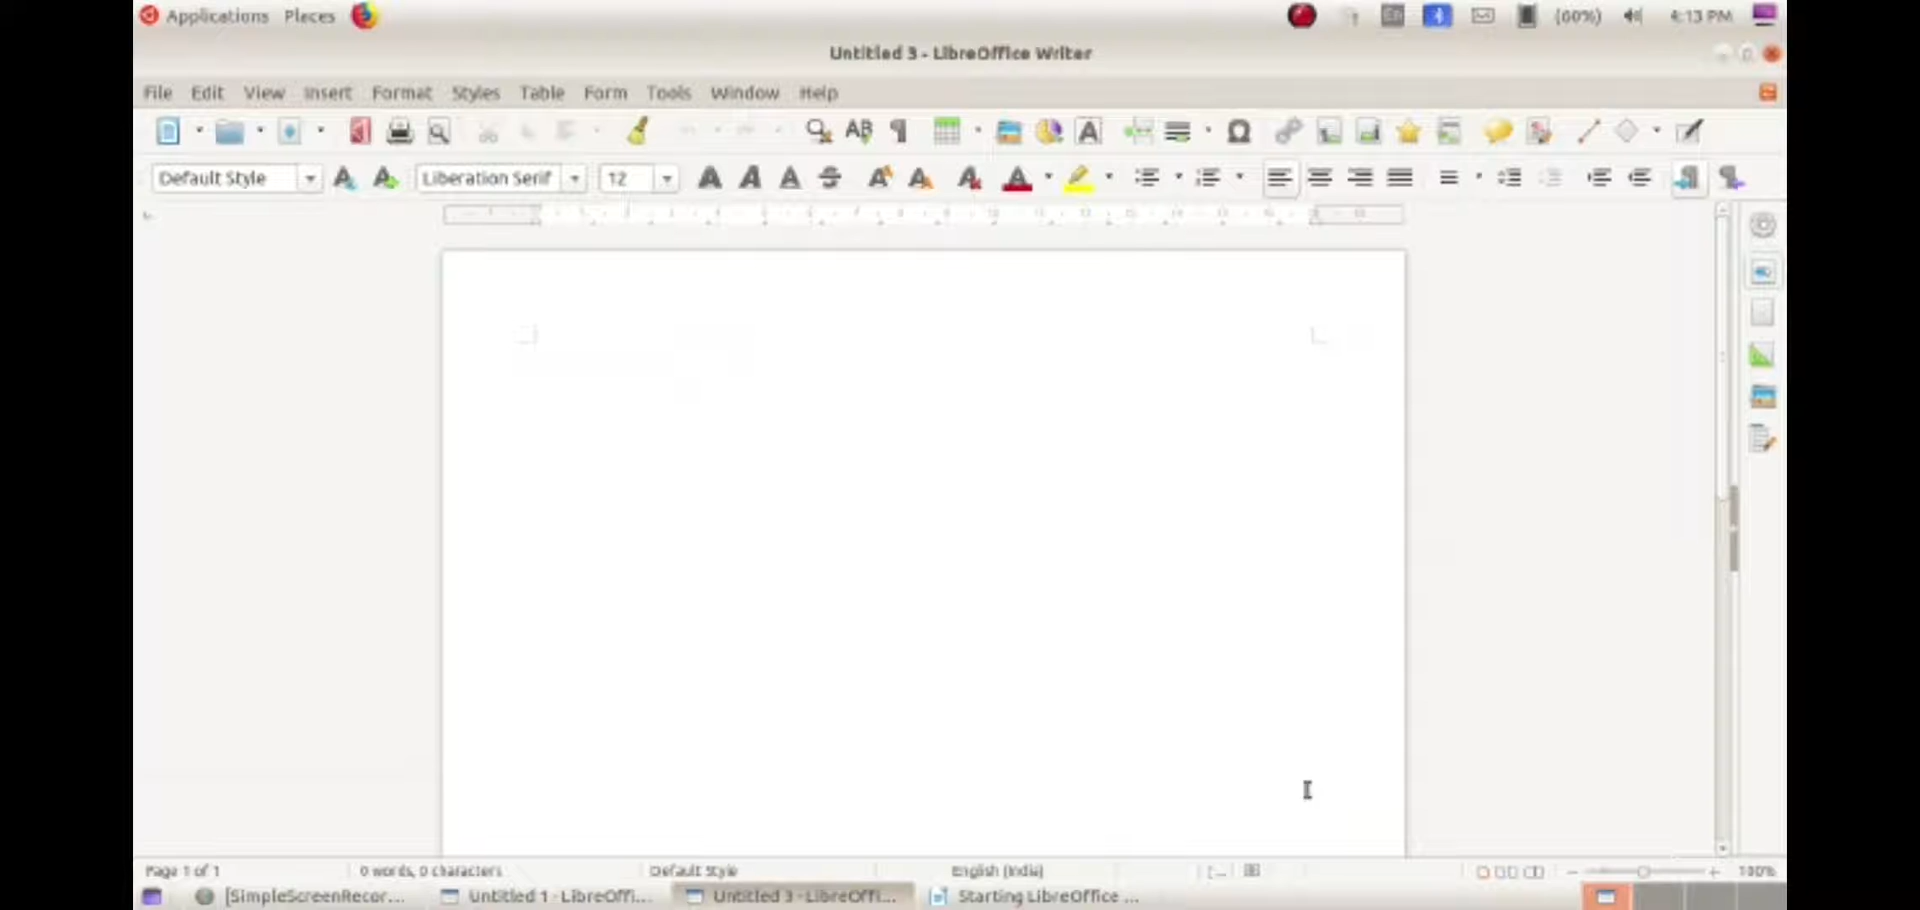 Applications Places 4:13 PM
Untitled 3 - LibreOffice Writer
File Edit View Insert Format Styles Table Form Tools Window Help
Default Style Liberation Serif 12
Page 1 of 1 0 words, 0 characters Default Style English (India) 100%
[SimpleScreenRecor... Untitled 1 - LibreOffi... Untitled 3 - LibreOffi... Starting LibreOffice ...